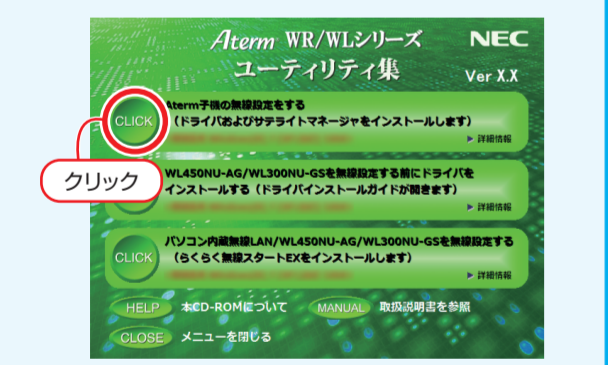 Aterm WR/WLシリーズ
ユーティリティ集
NEC
Ver X.X
CLICK
Aterm子機の無線設定をする
(ドライバおよびサテライトマネージャをインストールします)
▶ 詳細情報
クリック
WL450NU-AG/WL300NU-GSを無線設定する前にドライバを
インストールする(ドライバインストールガイドが開きます)
▶ 詳細情報
CLICK
パソコン内蔵無線LAN/WL450NU-AG/WL300NU-GSを無線設定する
(らくらく無線スタートEXをインストールします)
▶ 詳細情報
HELP 本CD-ROMについて MANUAL 取扱説明書を参照
CLOSE メニューを閉じる